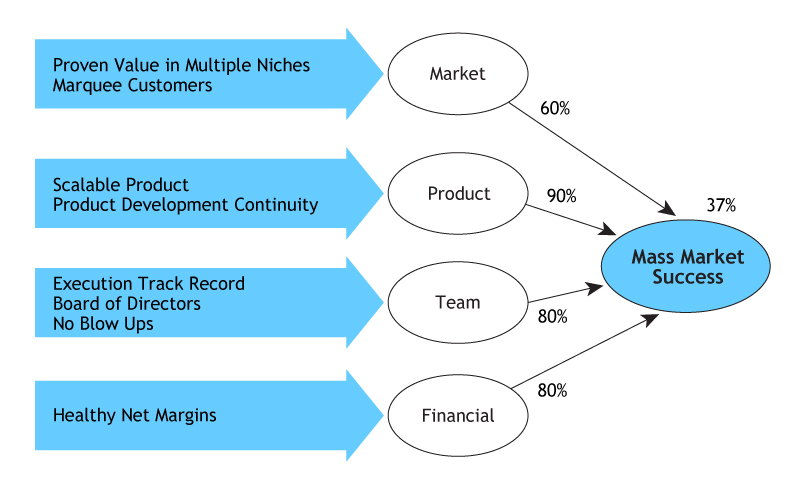 Proven Value in Multiple Niches
Marquee Customers
Market
60%
Scalable Product
Product Development Continuity
Product
90%
37%
Mass Market
Success
Execution Track Record
Board of Directors
No Blow Ups
Team
80%
Healthy Net Margins
Financial
80%